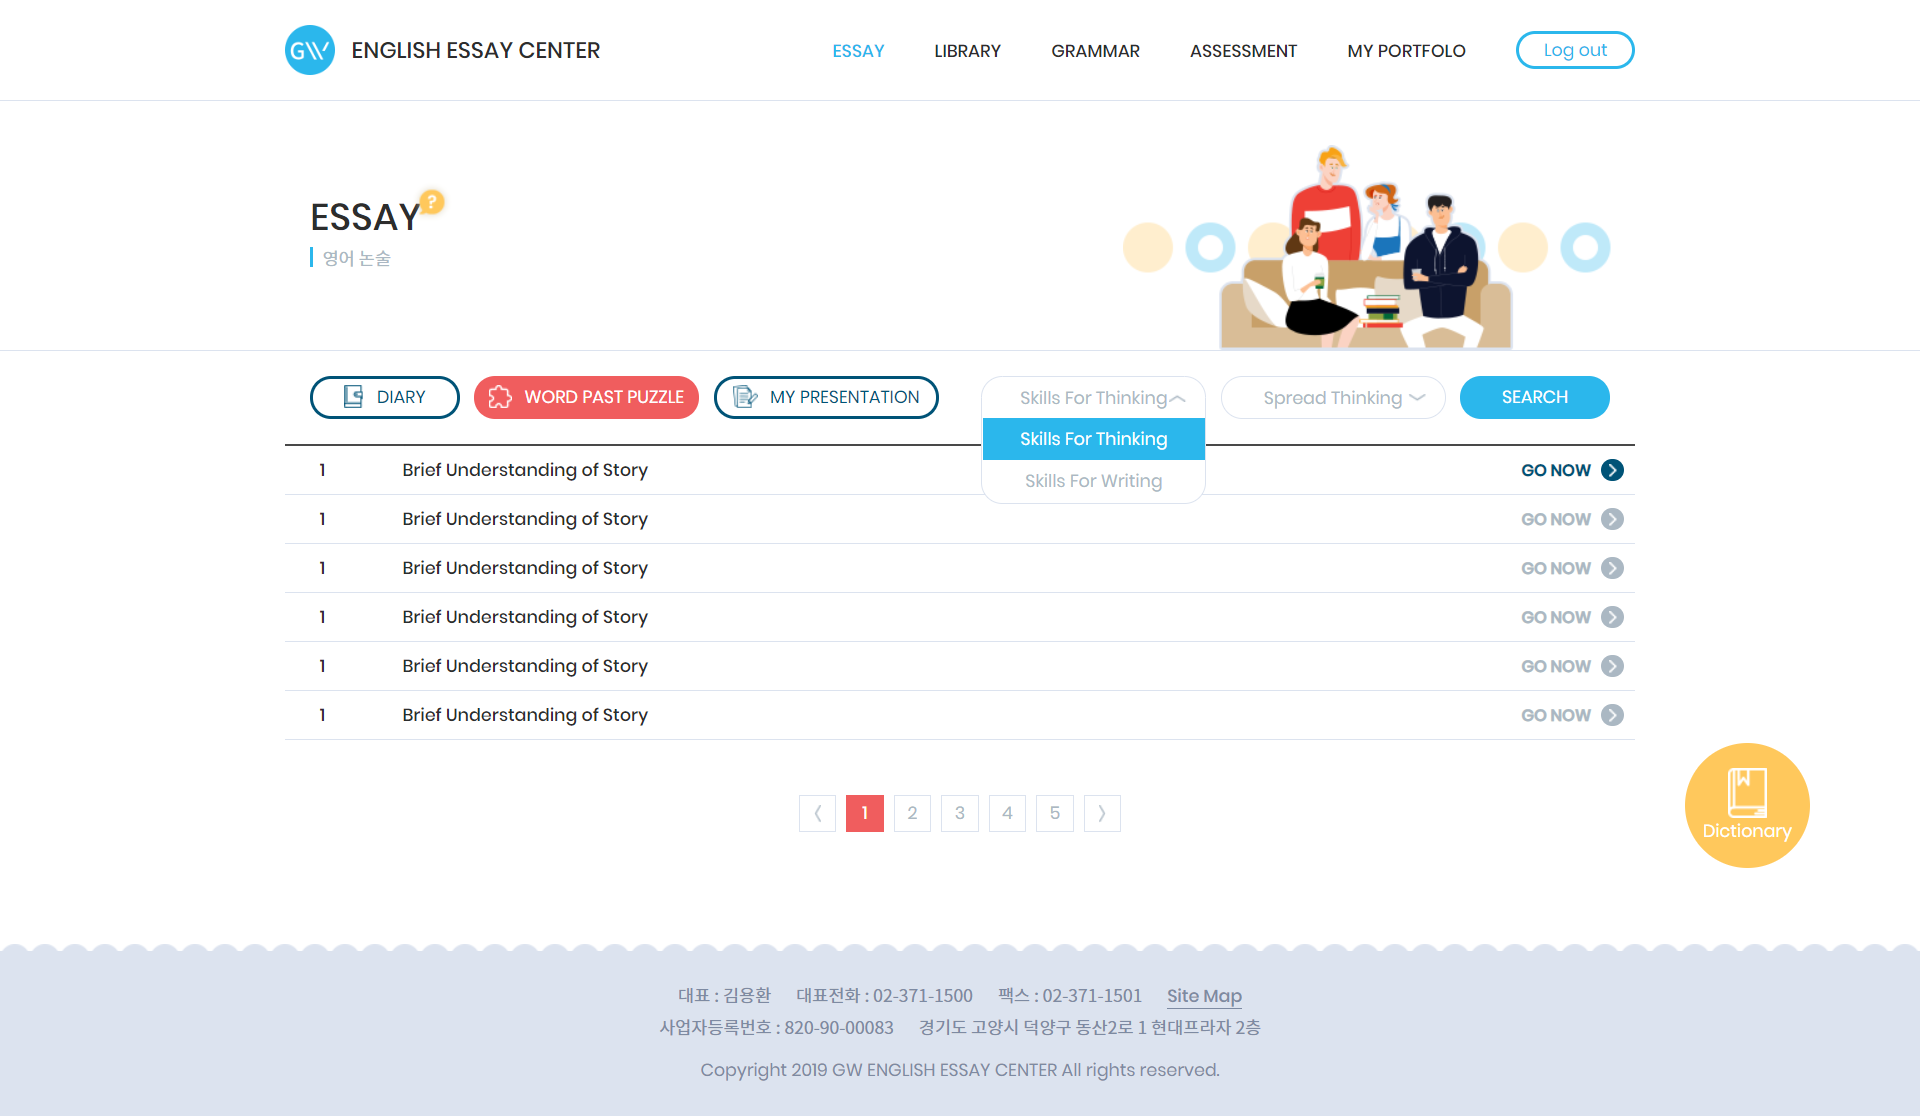 GW ENGLISH ESSAY CENTER
ESSAY LIBRARY GRAMMAR ASSESSMENT MY PORTFOLO Log out
ESSAY ?
영어 논술
DIARY WORD PAST PUZZLE MY PRESENTATION Skills For Thinking Spread Thinking SEARCH
Skills For Thinking
Skills For Writing
1 Brief Understanding of Story GO NOW
1 Brief Understanding of Story GO NOW
1 Brief Understanding of Story GO NOW
1 Brief Understanding of Story GO NOW
1 Brief Understanding of Story GO NOW
1 Brief Understanding of Story GO NOW
1 2 3 4 5
Dictionary
대표 : 김용환 대표전화 : 02-371-1500 팩스 : 02-371-1501 Site Map
사업자등록번호 : 820-90-00083 경기도 고양시 덕양구 동산2로 1 현대프라자 2층
Copyright 2019 GW ENGLISH ESSAY CENTER All rights reserved.